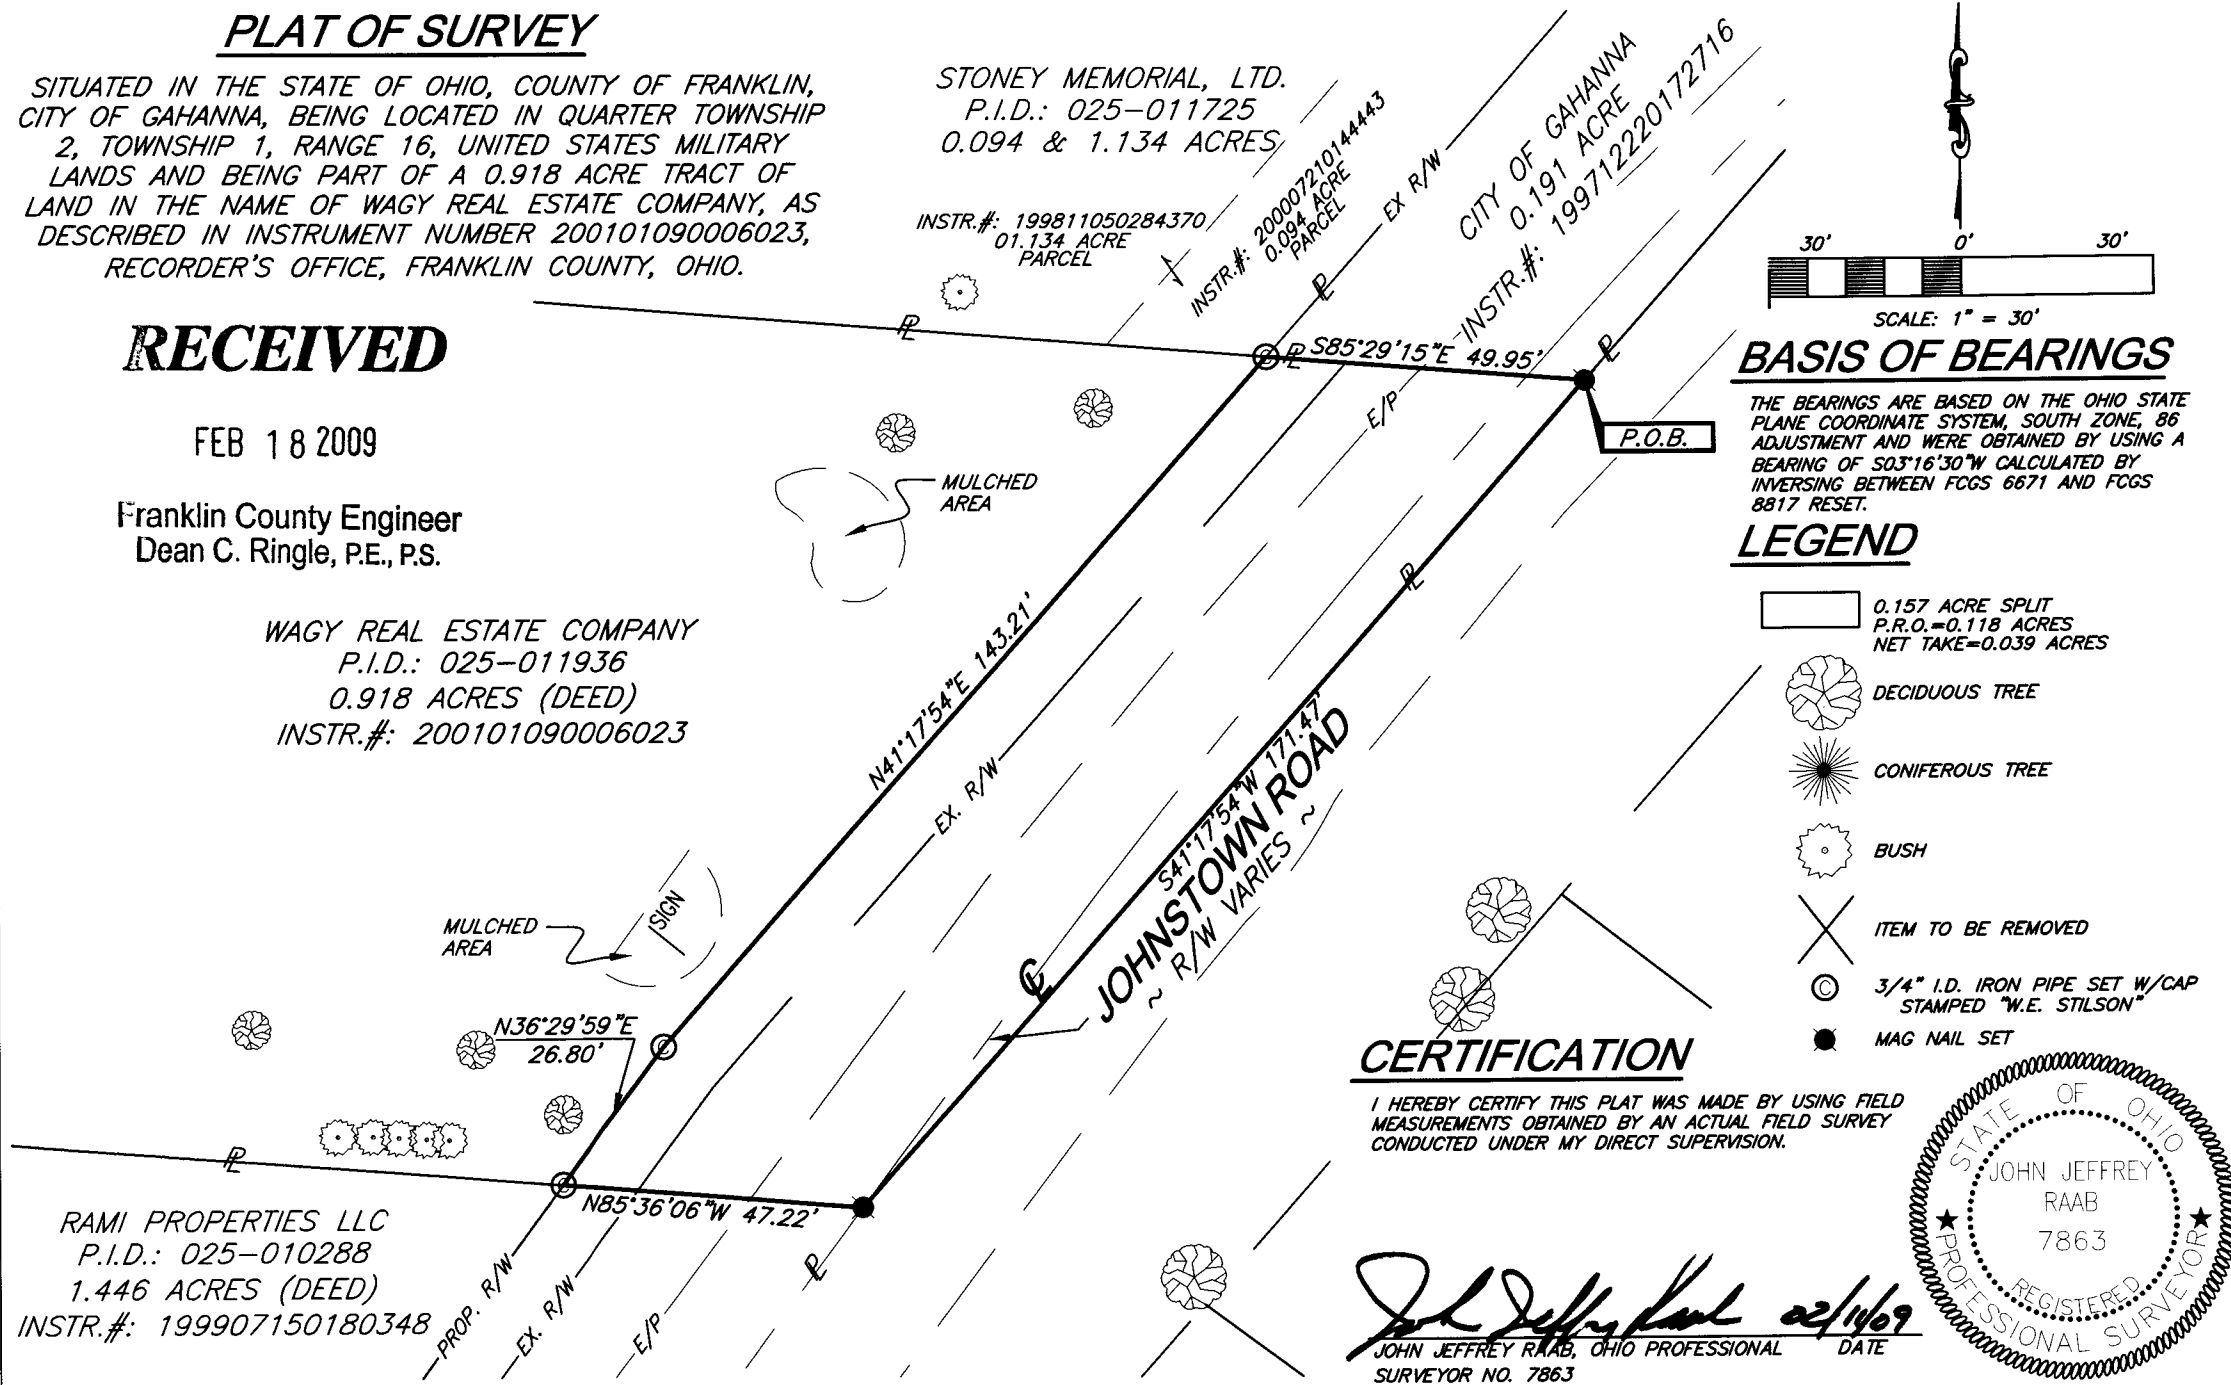 PLAT OF SURVEY
SITUATED IN THE STATE OF OHIO, COUNTY OF FRANKLIN,
CITY OF GAHANNA, BEING LOCATED IN QUARTER TOWNSHIP
2, TOWNSHIP 1, RANGE 16, UNITED STATES MILITARY
LANDS AND BEING PART OF A 0.918 ACRE TRACT OF
LAND IN THE NAME OF WAGY REAL ESTATE COMPANY, AS
DESCRIBED IN INSTRUMENT NUMBER 200101090006023,
RECORDER'S OFFICE, FRANKLIN COUNTY, OHIO.
RECEIVED
FEB 18 2009
Franklin County Engineer
Dean C. Ringle, P.E., P.S.
WAGY REAL ESTATE COMPANY
P.I.D.: 025-011936
0.918 ACRES (DEED)
INSTR.#: 200101090006023
STONEY MEMORIAL, LTD.
P.I.D.: 025-011725
0.094 & 1.134 ACRES
INSTR.#: 199811050284370
01.134 ACRE
PARCEL
INSTR.#: 200007210144443
0.094 ACRE
PARCEL
EX R/W
CITY OF GAHANNA
0.191 ACRE
INSTR.#: 199712220172716
PL
PL
PL
PL
S85°29'15"E 49.95'
P.O.B.
E/P
MULCHED
AREA
N41°17'54"E 143.21'
EX. R/W
PL
S41°17'54"W 171.47'
JOHNSTOWN ROAD
~ R/W VARIES ~
CL
SIGN
MULCHED
AREA
N36°29'59"E
26.80'
PL
N85°36'06"W 47.22'
PL
PROP. R/W
EX. R/W
E/P
RAMI PROPERTIES LLC
P.I.D.: 025-010288
1.446 ACRES (DEED)
INSTR.#: 199907150180348
30' 0' 30'
SCALE: 1" = 30'
BASIS OF BEARINGS
THE BEARINGS ARE BASED ON THE OHIO STATE
PLANE COORDINATE SYSTEM, SOUTH ZONE, 86
ADJUSTMENT AND WERE OBTAINED BY USING A
BEARING OF S03°16'30"W CALCULATED BY
INVERSING BETWEEN FCGS 6671 AND FCGS
8817 RESET.
LEGEND
0.157 ACRE SPLIT
P.R.O.=0.118 ACRES
NET TAKE=0.039 ACRES
DECIDUOUS TREE
CONIFEROUS TREE
BUSH
ITEM TO BE REMOVED
C 3/4" I.D. IRON PIPE SET W/CAP
STAMPED "W.E. STILSON"
MAG NAIL SET
CERTIFICATION
I HEREBY CERTIFY THIS PLAT WAS MADE BY USING FIELD
MEASUREMENTS OBTAINED BY AN ACTUAL FIELD SURVEY
CONDUCTED UNDER MY DIRECT SUPERVISION.
John Jeffrey Raab 02/11/09
JOHN JEFFREY RAAB, OHIO PROFESSIONAL DATE
SURVEYOR NO. 7863
STATE OF OHIO
JOHN JEFFREY
RAAB
7863
REGISTERED
PROFESSIONAL SURVEYOR